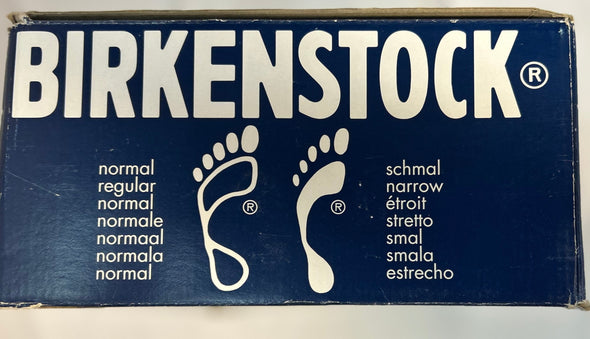 BIRKENSTOCK®
normal
regular
normal
normale
normaal
normala
normal
®
®
schmal
narrow
étroit
stretto
smal
smala
estrecho